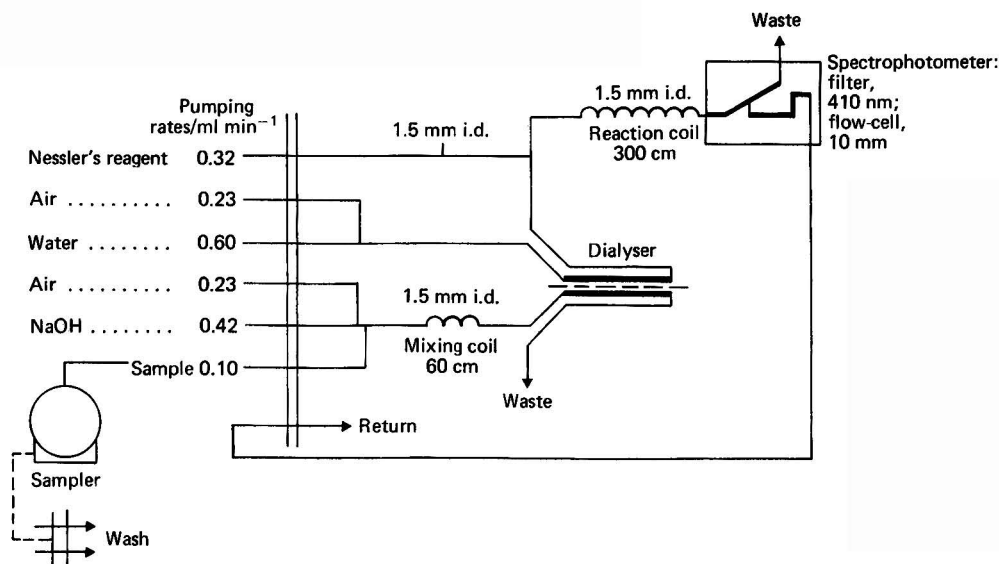 Waste
Spectrophotometer:
filter,
410 nm;
flow-cell,
10 mm
1.5 mm i.d.
Reaction coil
300 cm
Pumping
rates/ml min⁻¹
1.5 mm i.d.
Nessler's reagent 0.32
Air .......... 0.23
Water ........ 0.60
Dialyser
Air .......... 0.23
1.5 mm i.d.
NaOH ........ 0.42
Mixing coil
60 cm
Sample 0.10
Waste
Return
Sampler
Wash